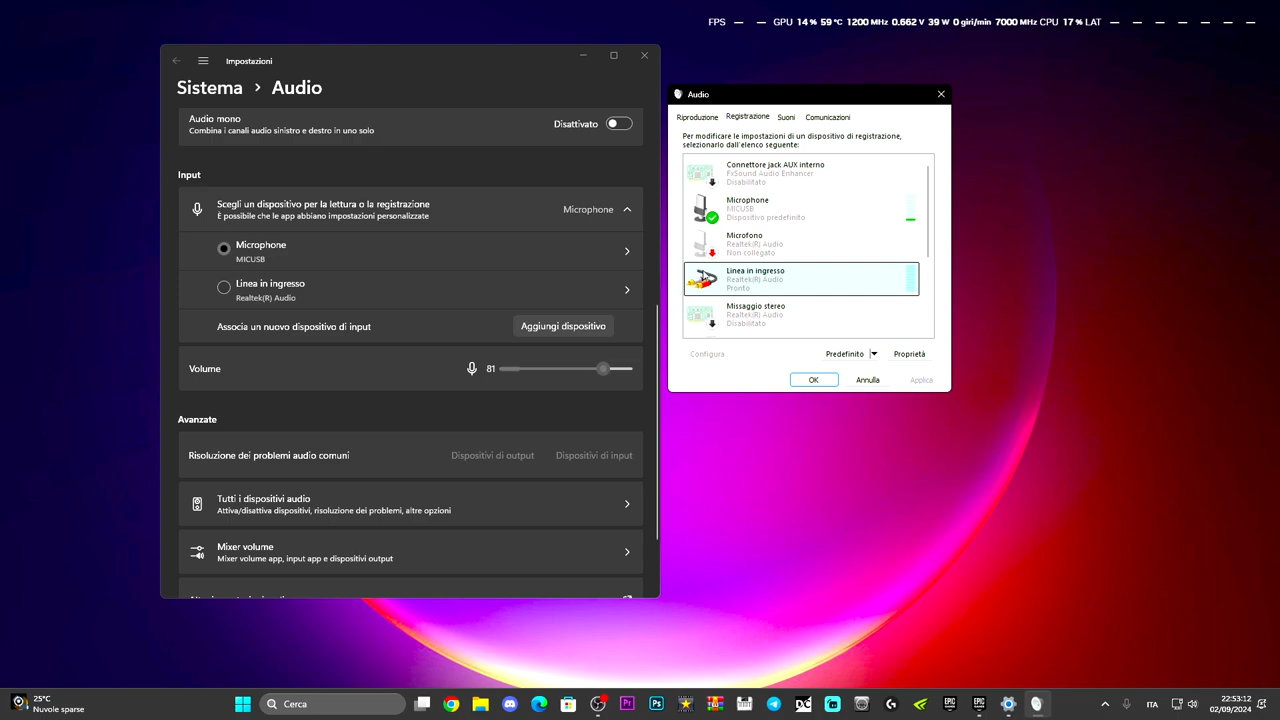 FPS — — GPU 14 % 59 °C 1200 MHz 0.662 V 39 W 0 giri/min 7000 MHz CPU 17 % LAT — — — — — — —
Impostazioni
Sistema > Audio
Audio mono
Combina i canali audio sinistro e destro in uno solo
Disattivato
Input
Scegli un dispositivo per la lettura o la registrazione
È possibile che le app abbiano impostazioni personalizzate
Microphone
Microphone
MICUSB
Linea in ingresso
Realtek(R) Audio
Associa un nuovo dispositivo di input
Aggiungi dispositivo
Volume
81
Avanzate
Risoluzione dei problemi audio comuni
Dispositivi di output
Dispositivi di input
Tutti i dispositivi audio
Attiva/disattiva dispositivi, risoluzione dei problemi, altre opzioni
Mixer volume
Mixer volume app, input app e dispositivi output
Audio
Riproduzione
Registrazione
Suoni
Comunicazioni
Per modificare le impostazioni di un dispositivo di registrazione,
selezionarlo dall'elenco seguente:
Connettore jack AUX interno
FxSound Audio Enhancer
Disabilitato
Microphone
MICUSB
Dispositivo predefinito
Microfono
Realtek(R) Audio
Non collegato
Linea in ingresso
Realtek(R) Audio
Pronto
Missaggio stereo
Realtek(R) Audio
Disabilitato
Configura
Predefinito
Proprietà
OK
Annulla
Applica
25°C
Nuvole sparse
Cerca
Pr
Ps
DC
EPIC
EPIC
ITA
22:53:12
02/09/2024